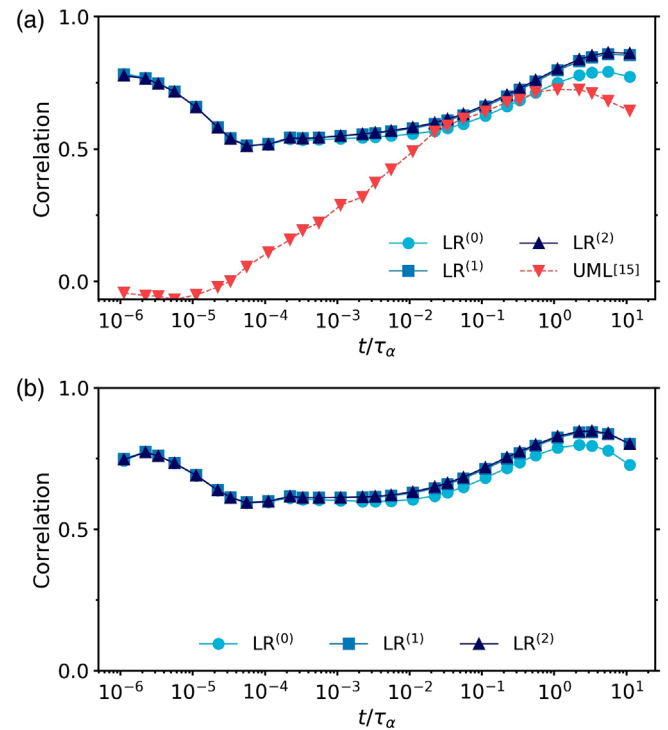 (a)
1.0
0.5
0.0
Correlation
LR(0) LR(2)
LR(1) UML[15]
10−6 10−5 10−4 10−3 10−2 10−1 100 101
t/τα
(b)
1.0
0.5
0.0
Correlation
LR(0) LR(1) LR(2)
10−6 10−5 10−4 10−3 10−2 10−1 100 101
t/τα